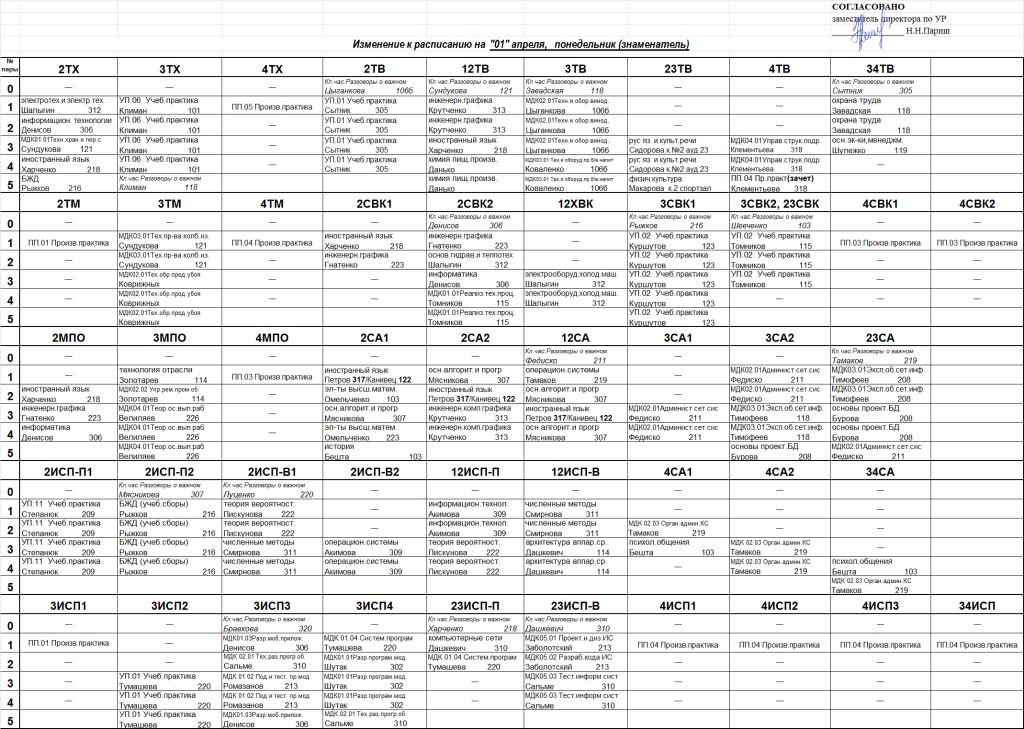 СОГЛАСОВАНО
заместитель директора по УР
Н.Н.Париш
Изменение к расписанию на "01" апреля, понедельник (знаменатель)
№ пары 2ТХ 3ТХ 4ТХ 2ТВ 12ТВ 3ТВ 23ТВ 4ТВ 34ТВ
0 — — — Кл.час.Разговоры о важном Кл.час.Разговоры о важном Кл.час.Разговоры о важном — — Кл.час.Разговоры о важном
Цыганкова 106б Сундукова 121 Завадская 118 Сытник 305
1 электротех.и электр.тех. УП.06 Учеб.практика ПП.05 Произв.практика УП.01 Учеб.практика инженерн.графика МДК02.01Техн.и обор.винод. — — охрана труда
Шалыгин 312 Климан 101 Сытник 305 Крутченко 313 Цыганкова 106б Завадская 118
2 информацион. технологии УП.06 Учеб.практика — УП.01 Учеб.практика инженерн.графика МДК02.01Техн.и обор.винод. — — охрана труда
Денисов 306 Климан 101 Сытник 305 Крутченко 313 Цыганкова 106б Завадская 118
3 МДК01.01Техн.хран.и пер.с. УП.06 Учеб.практика — УП.01 Учеб.практика иностранный язык МДК02.01Техн.и обор.винод. рус яз. и культ.речи МДК04.01Управ.струк.подр. осн.эк-ки,менеджм.
Сундукова 121 Климан 101 Сытник 305 Харченко 218 Цыганкова 106б Сидорова к.№2 ауд 23 Клементьева 318 Шулежко 119
4 иностранный язык УП.06 Учеб.практика — УП.01 Учеб.практика химия пищ.произв. МДК03.01 Тех.и оборуд.пр.б/а напит рус яз. и культ.речи МДК04.01Управ.струк.подр. —
Харченко 218 Климан 101 Сытник 305 Данько Коваленко 106б Сидорова к.№2 ауд 23 Клементьева 318
5 БЖД Кл.час.Разговоры о важном химия пищ.произв. МДК03.01 Тех.и оборуд.пр.б/а напит физич.культура ПП.04 Пр.практ(зачет)
Рыжков 216 Климан 118 Данько Коваленко 106б Макарова к.2 спортзал Клементьева 318
2ТМ 3ТМ 4ТМ 2СВК1 2СВК2 12ХВК 3СВК1 3СВК2, 23СВК 4СВК1 4СВК2
0 — — — — Кл.час.Разговоры о важном — Кл.час.Разговоры о важном Кл.час.Разговоры о важном — —
Денисов 306 Рыжков 216 Шевченко 103
1 ПП.01 Произв.практика МДК03.01Тех.пр-ва колб.из. ПП.04 Произв.практика иностранный язык инженерн.графика — УП.02 Учеб.практика УП.02 Учеб.практика ПП.03 Произв.практика ПП.03 Произв.практика
Сундукова 121 Харченко 218 Гнатенко 223 Куршутов 123 Томников 115
2 — МДК03.01Тех.пр-ва колб.из. — инженерн.графика основ.гидрав.и теплотех — УП.02 Учеб.практика УП.02 Учеб.практика — —
Сундукова 121 Гнатенко 223 Шалыгин 312 Куршутов 123 Томников 115
3 — МДК02.01Тех.обр.прод.убоя — — информатика электрооборуд.холод.маш. УП.02 Учеб.практика УП.02 Учеб.практика — —
Коврижных Денисов 306 Шалыгин 312 Куршутов 123 Томников 115
4 — МДК02.01Тех.обр.прод.убоя — — МДК01.01Реализ.тех.проц. электрооборуд.холод.маш. УП.02 Учеб.практика — — —
Коврижных Томников 115 Шалыгин 312 Куршутов 123
5 МДК02.01Тех.обр.прод.убоя МДК01.01Реализ.тех.проц. УП.02 Учеб.практика
Коврижных Томников 115 Куршутов 123
2МПО 3МПО 4МПО 2СА1 2СА2 12СА 3СА1 3СА2 23СА
0 — — — — — Кл.час.Разговоры о важном — — Кл.час.Разговоры о важном
Федиско 211 Тамаков 219
1 — технология отрасли ПП.03 Произв.практика иностранный язык осн.алгорит.и прогр операцион.системы — МДК02.01Админист.сет.сис МДК03.01Экспл.об.сет.инф.
Золотарев 114 Петров 317/Канивец 122 Мясникова 307 Тамаков 219 Федиско 211 Тимофеев 208
2 иностранный язык МДК02.02 Упр.рем.пром.об. — эл-ты высш.матем. иностранный язык осн.алгорит.и прогр — МДК02.01Админист.сет.сис МДК03.01Экспл.об.сет.инф.
Харченко 218 Золотарев 114 Омельченко 103 Петров 317/Канивец 122 Мясникова 307 Федиско 211 Тимофеев 208
3 инженерн.графика МДК04.01Теор ос.вып.раб — осн.алгорит.и прогр инженерн.комп.графика иностранный язык МДК02.01Админист.сет.сис МДК03.01Экспл.об.сет.инф. основы проект.БД
Гнатенко 223 Велиляев 226 Мясникова 307 Крутченко 313 Петров 317/Канивец 122 Федиско 211 Тимофеев 118 Бурова 208
4 информатика МДК04.01Теор ос.вып.раб — эл-ты высш.матем. инженерн.комп.графика осн.алгорит.и прогр МДК02.01Админист.сет.сис МДК03.01Экспл.об.сет.инф. основы проект.БД
Денисов 306 Велиляев 226 Омельченко 223 Крутченко 313 Мясникова 307 Федиско 211 Тимофеев 118 Бурова 208
5 МДК04.01Теор ос.вып.раб история основы проект.БД МДК02.01Админист.сет.сис
Велиляев 226 Бешта 103 Бурова 208 Федиско 211
2ИСП-П1 2ИСП-П2 2ИСП-В1 2ИСП-В2 12ИСП-П 12ИСП-В 4СА1 4СА2 34СА
0 — Кл.час.Разговоры о важном Кл.час.Разговоры о важном — — — — — —
Мясникова 307 Луценко 220
1 УП.11 Учеб.практика БЖД (учеб.сборы) теория вероятност. — информацион.технол. численные методы — — —
Степанюк 209 Рыжков 216 Пискунова 222 Акимова 309 Смирнова 311
2 УП.11 Учеб.практика БЖД (учеб.сборы) теория вероятност. — информацион.технол. численные методы МДК 02.03 Орган.админ.КС — —
Степанюк 209 Рыжков 216 Пискунова 222 Акимова 309 Смирнова 311 Тамаков 219
3 УП.11 Учеб.практика БЖД (учеб.сборы) численные методы операцион.системы теория вероятност. архитектура аппар.ср. психол.общения МДК 02.03 Орган.админ.КС —
Степанюк 209 Рыжков 216 Смирнова 311 Акимова 309 Пискунова 222 Дашкевич 114 Бешта 103 Тамаков 219
4 УП.11 Учеб.практика БЖД (учеб.сборы) численные методы операцион.системы теория вероятност. архитектура аппар.ср. — МДК 02.03 Орган.админ.КС психол.общения
Степанюк 209 Рыжков 216 Смирнова 311 Акимова 309 Пискунова 222 Дашкевич 114 Тамаков 219 Бешта 103
5 МДК 02.03 Орган.админ.КС
Тамаков 219
3ИСП1 3ИСП2 3ИСП3 3ИСП4 23ИСП-П 23ИСП-В 4ИСП1 4ИСП2 4ИСП3 34ИСП
0 — — Кл.час.Разговоры о важном — Кл.час.Разговоры о важном Кл.час.Разговоры о важном — — — —
Бравкова 320 Харченко 218 Дашкевич 310
1 ПП.01 Произв.практика — МДК01.03Разр.моб.прилож. МДК 01.04 Систем.програм компьютерные сети МДК05.01 Проект.и диз.ИС ПП.04 Произв.практика ПП.04 Произв.практика ПП.04 Произв.практика ПП.04 Произв.практика
Денисов 306 Тумашева 220 Дашкевич 310 Заболотский 213
2 — — МДК 02.01 Тех.раз.прогр.об. МДК 01.01Разр.програм.мод. МДК 01.04 Систем.програм МДК05.02 Разраб.кода ИС — — — —
Сальме 310 Шутак 302 Тумашева 220 Заболотский 213
3 — УП.01 Учеб.практика МДК 01.02 Под и тест. пр.мод МДК 01.01Разр.програм.мод. — МДК05.03 Тест.информ сист — — — —
Тумашева 220 Ромазанов 213 Шутак 302 Сальме 310
4 — УП.01 Учеб.практика МДК 01.02 Под и тест. пр.мод МДК 01.01Разр.програм.мод. — МДК05.03 Тест.информ сист — — — —
Тумашева 220 Ромазанов 213 Шутак 302 Сальме 310
5 УП.01 Учеб.практика МДК01.03Разр.моб.прилож. МДК 02.01 Тех.раз.прогр.об.
Тумашева 220 Денисов 306 Сальме 310